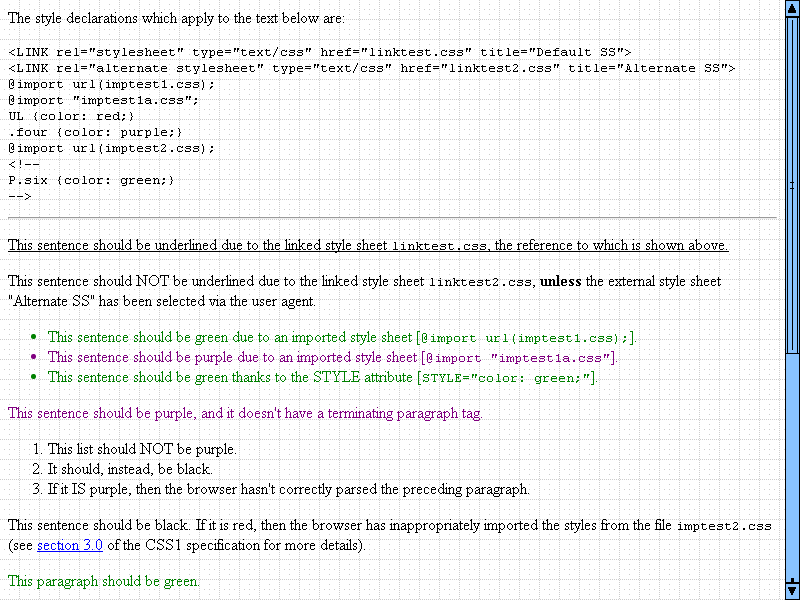 The style declarations which apply to the text below are:
<LINK rel="stylesheet" type="text/css" href="linktest.css" title="Default SS">
<LINK rel="alternate stylesheet" type="text/css" href="linktest2.css" title="Alternate SS">
@import url(imptest1.css);
@import "imptest1a.css";
UL {color: red;}
.four {color: purple;}
@import url(imptest2.css);
<!--
P.six {color: green;}
-->
This sentence should be underlined due to the linked style sheet linktest.css, the reference to which is shown above.
This sentence should NOT be underlined due to the linked style sheet linktest2.css, unless the external style sheet
"Alternate SS" has been selected via the user agent.
• This sentence should be green due to an imported style sheet [@import url(imptest1.css);].
• This sentence should be purple due to an imported style sheet [@import "imptest1a.css"].
• This sentence should be green thanks to the STYLE attribute [STYLE="color: green;"].
This sentence should be purple, and it doesn't have a terminating paragraph tag.
1. This list should NOT be purple.
2. It should, instead, be black.
3. If it IS purple, then the browser hasn't correctly parsed the preceding paragraph.
This sentence should be black. If it is red, then the browser has inappropriately imported the styles from the file imptest2.css
(see section 3.0 of the CSS1 specification for more details).
This paragraph should be green.